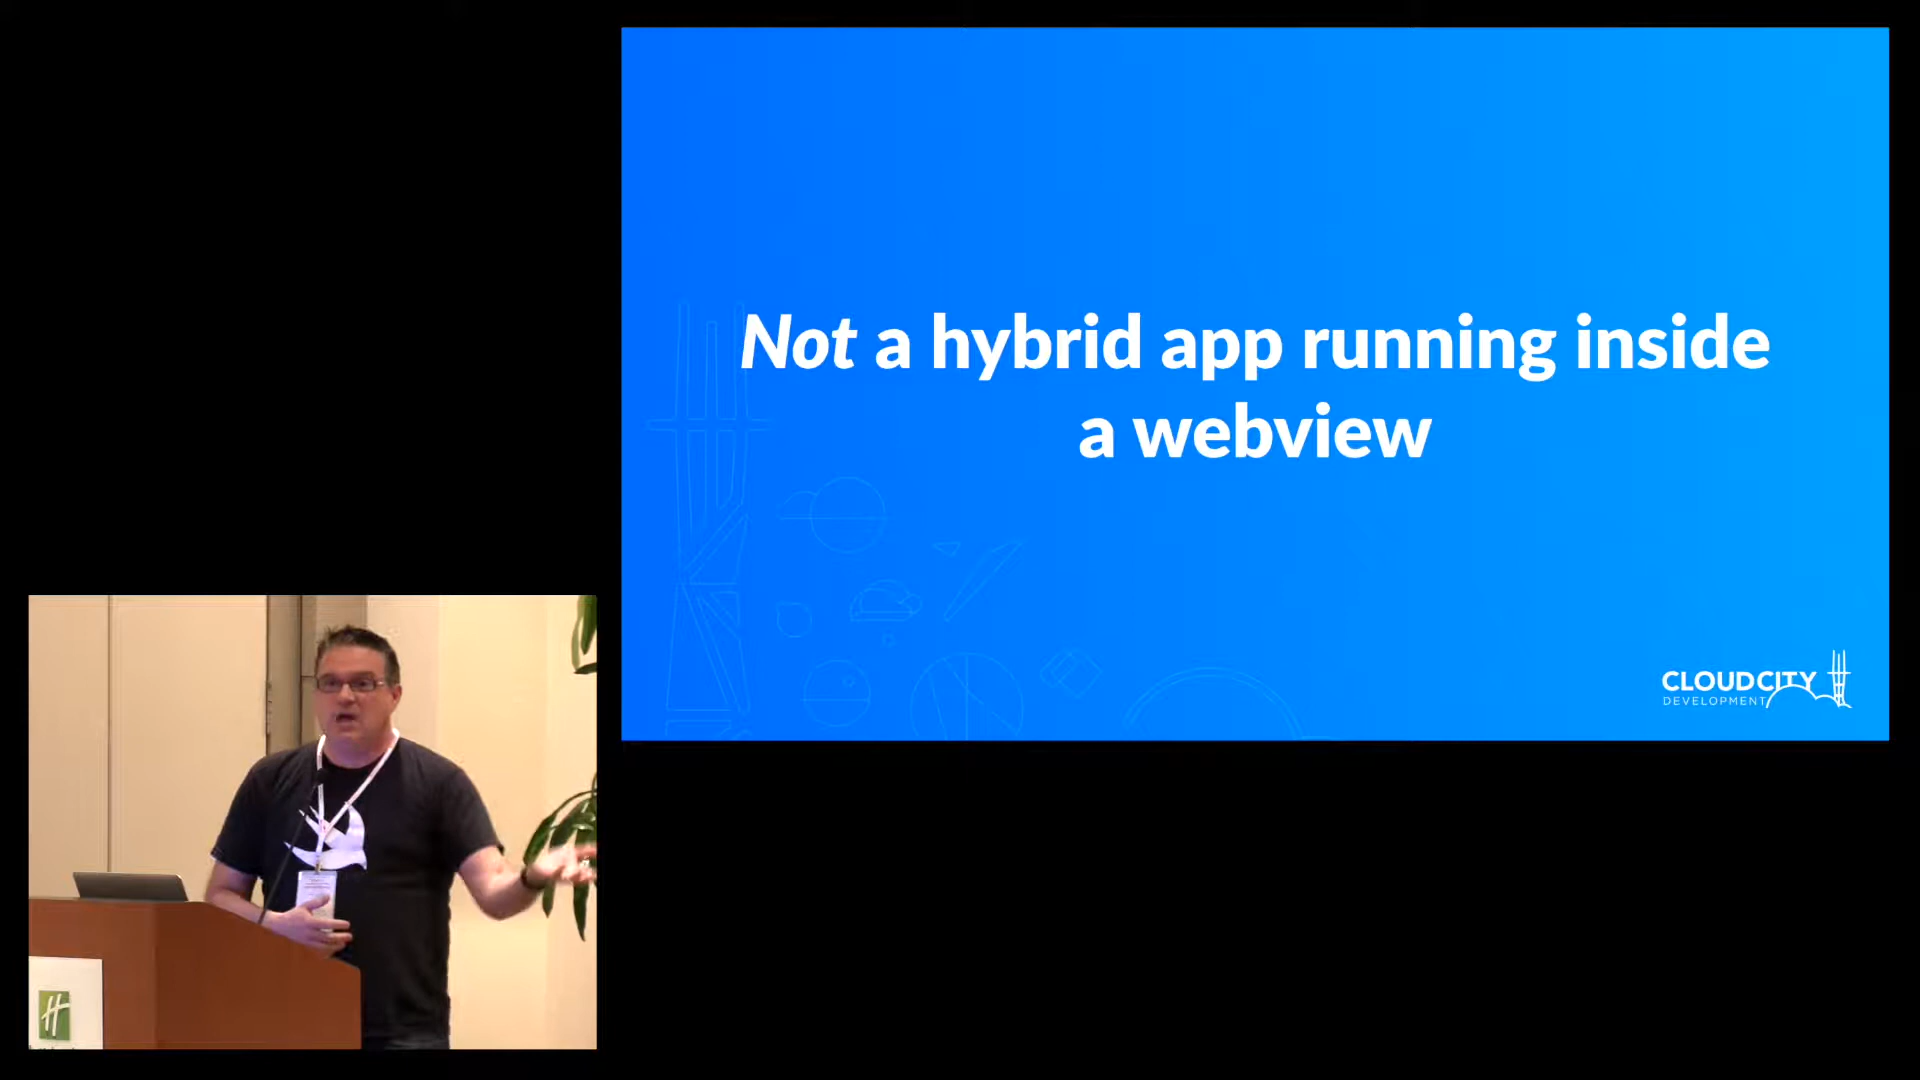 Not a hybrid app running inside
a webview
CLOUDCITY
DEVELOPMENT
H